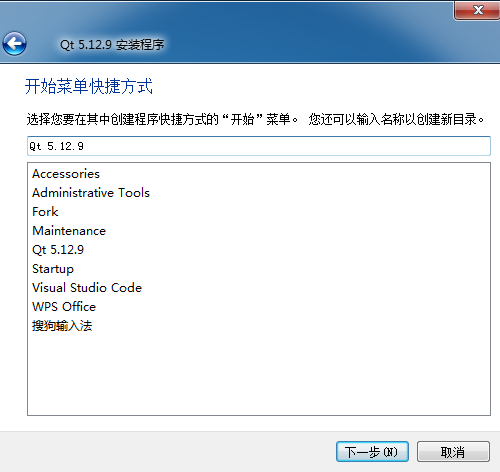 Qt 5.12.9 安装程序
开始菜单快捷方式
选择您要在其中创建程序快捷方式的“开始”菜单。 您还可以输入名称以创建新目录。
Qt 5.12.9
Accessories
Administrative Tools
Fork
Maintenance
Qt 5.12.9
Startup
Visual Studio Code
WPS Office
搜狗输入法
下一步(N)
取消